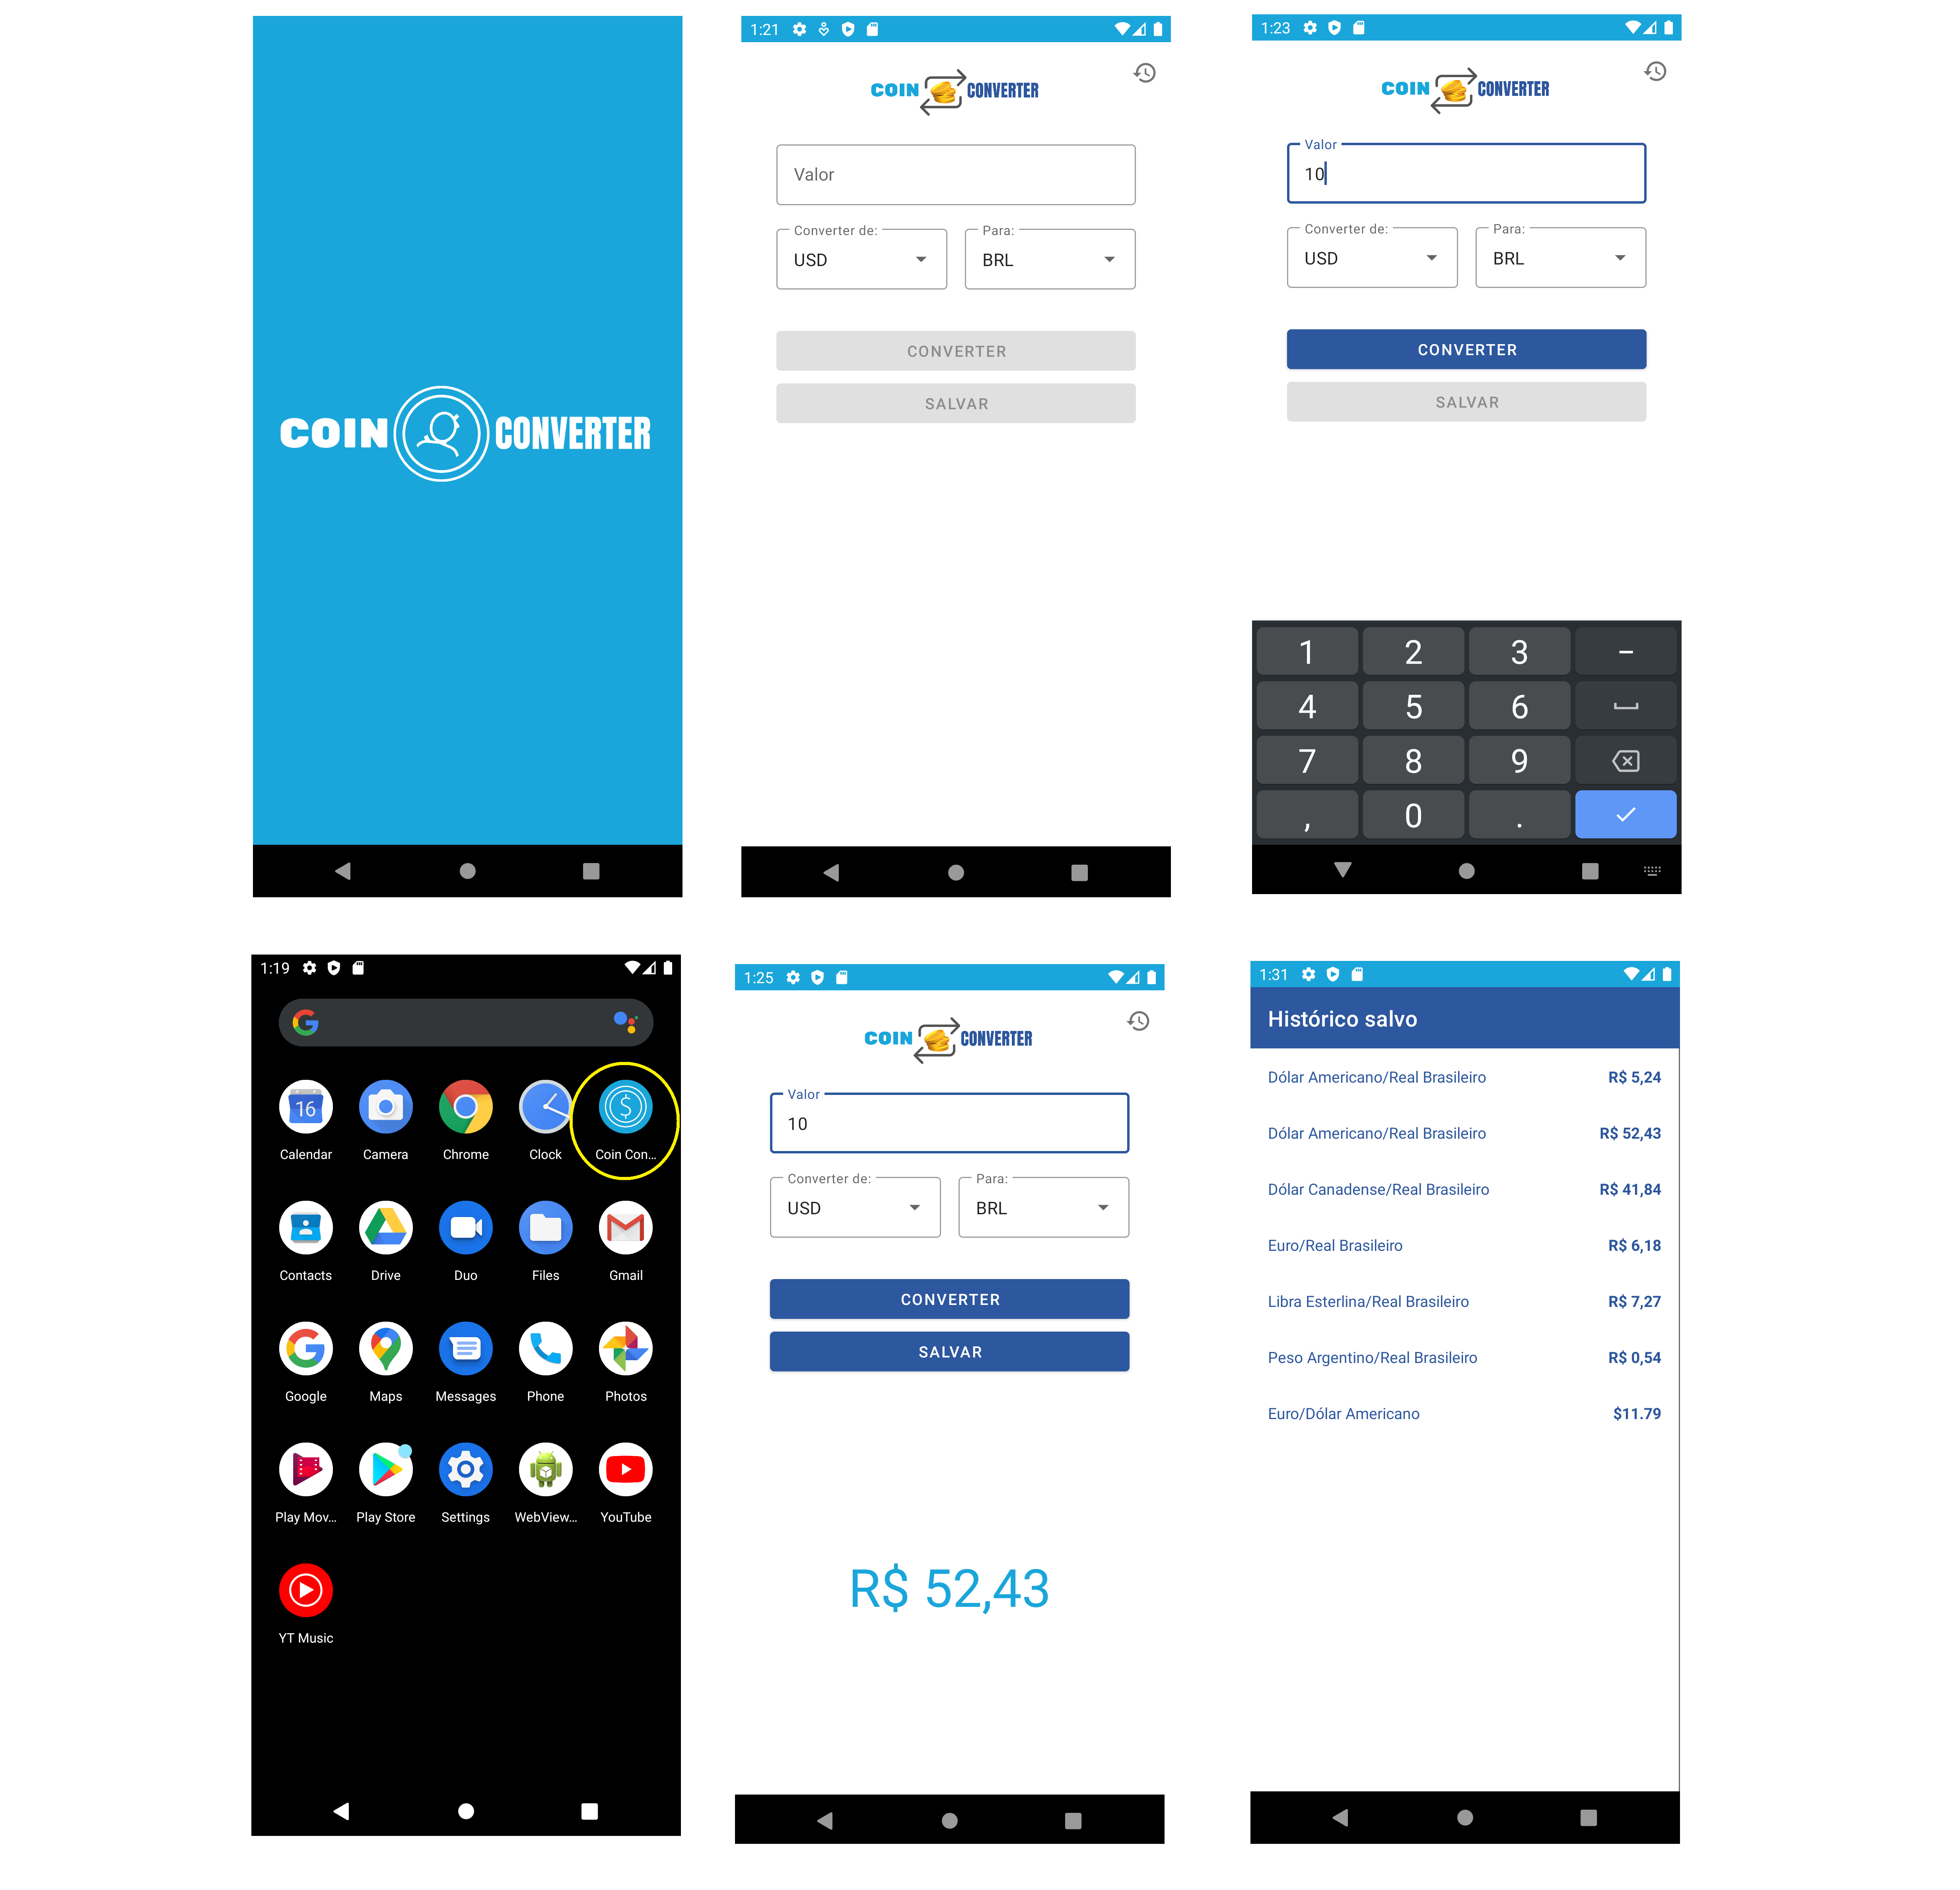 COIN CONVERTER
1:21
COIN CONVERTER
Valor
Converter de:
USD
Para:
BRL
CONVERTER
SALVAR
1:23
COIN CONVERTER
Valor
10
Converter de:
USD
Para:
BRL
CONVERTER
SALVAR
1 2 3 –
4 5 6
7 8 9
, 0 .
1:19
16
Calendar Camera Chrome Clock Coin Con...
Contacts Drive Duo Files Gmail
Google Maps Messages Phone Photos
Play Mov... Play Store Settings WebView... YouTube
YT Music
1:25
COIN CONVERTER
Valor
10
Converter de:
USD
Para:
BRL
CONVERTER
SALVAR
R$ 52,43
1:31
Histórico salvo
Dólar Americano/Real Brasileiro R$ 5,24
Dólar Americano/Real Brasileiro R$ 52,43
Dólar Canadense/Real Brasileiro R$ 41,84
Euro/Real Brasileiro R$ 6,18
Libra Esterlina/Real Brasileiro R$ 7,27
Peso Argentino/Real Brasileiro R$ 0,54
Euro/Dólar Americano $11.79